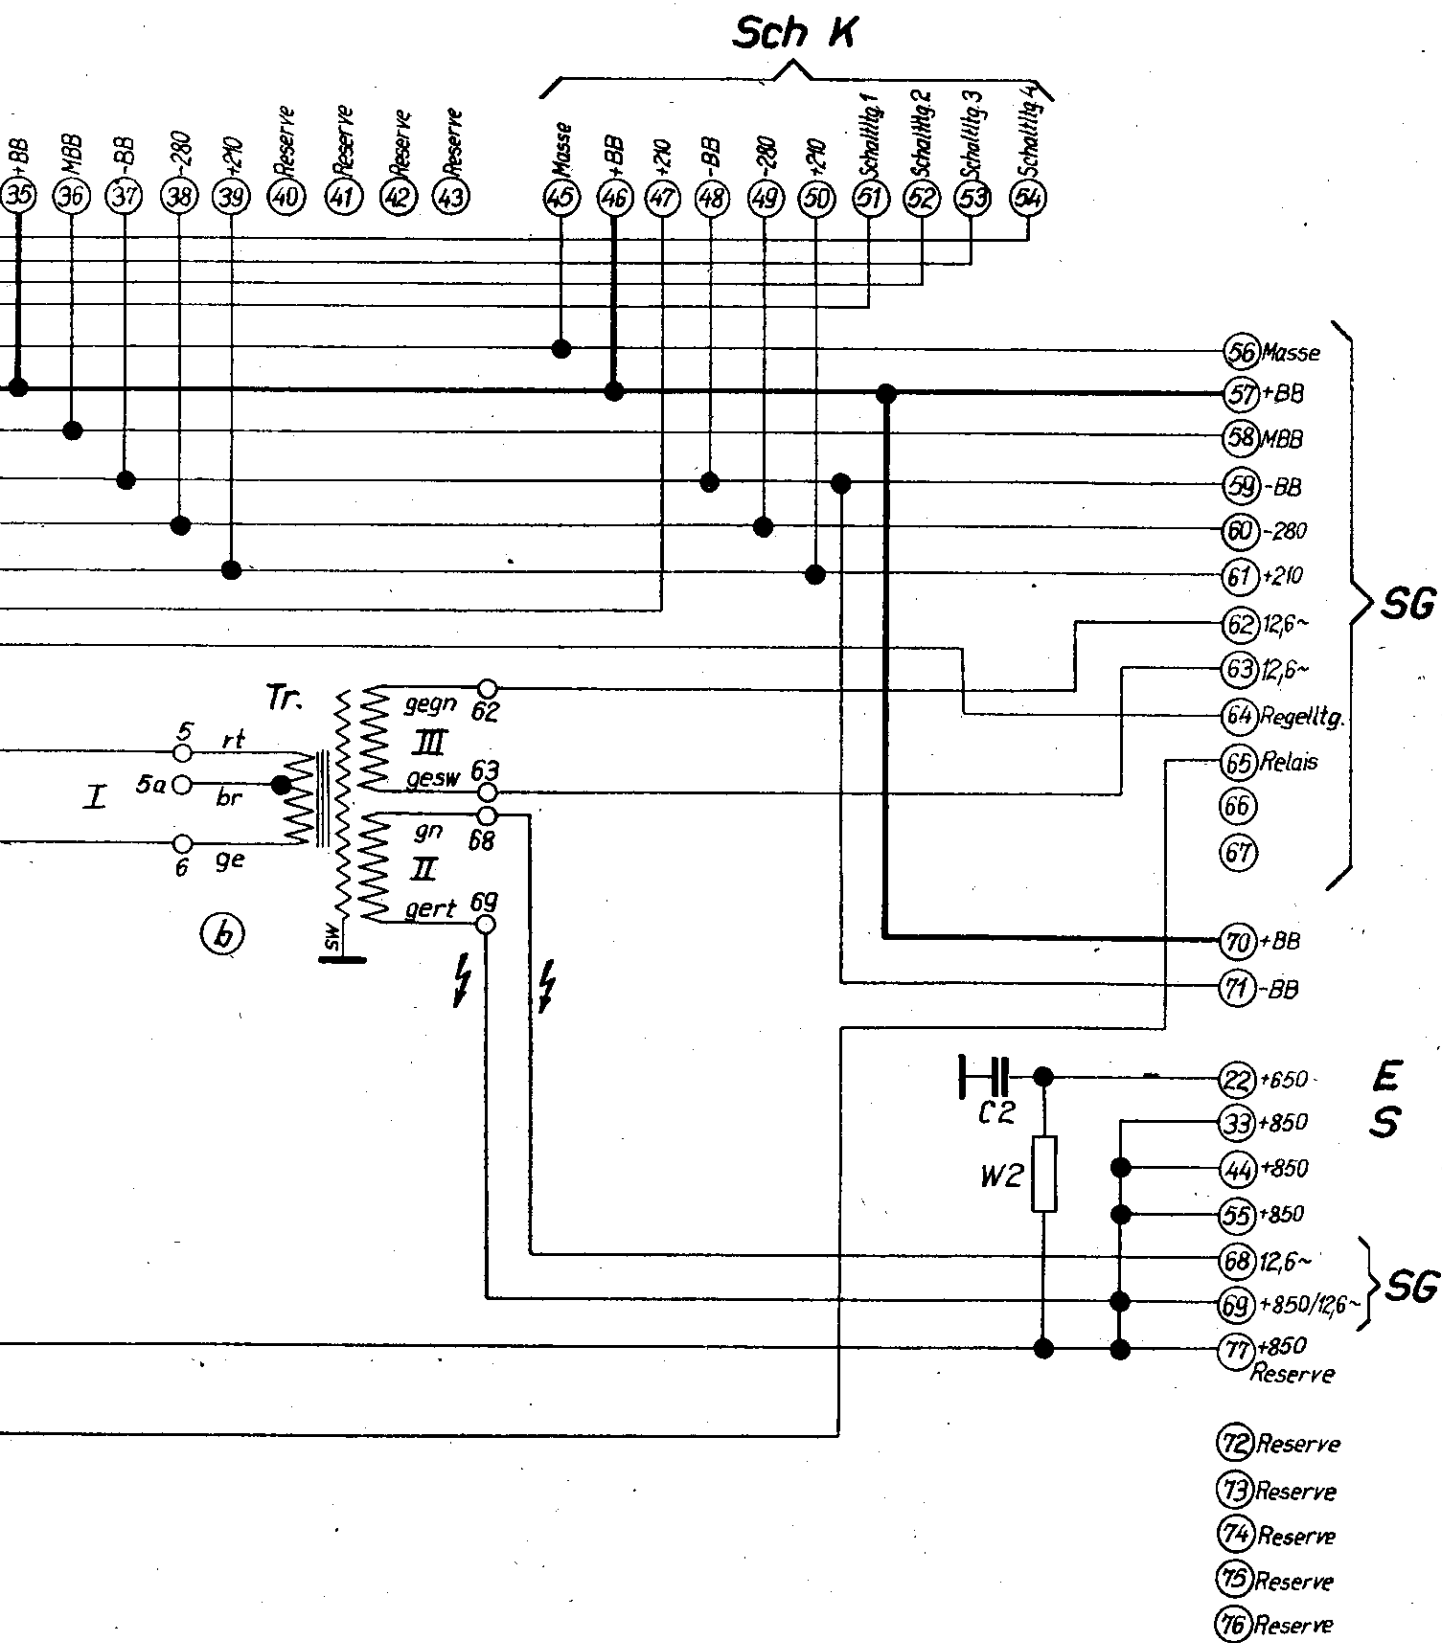 Sch K
+BB
MBB
-BB
-280
+210
Reserve
Reserve
Reserve
Reserve
Masse
+BB
+210
-BB
-280
+210
Schaltltg.1
Schaltltg.2
Schaltltg.3
Schaltltg.4
35
36
37
38
39
40
41
42
43
45
46
47
48
49
50
51
52
53
54
56 Masse
57 +BB
58 MBB
59 -BB
60 -280
61 +210
SG
62 12,6~
63 12,6~
64 Regelltg.
65 Relais
66
67
Tr.
gegn 62
III
gesw 63
5 rt
I 5a br
6 ge
gn 68
II
gert 69
b
sw
70 +BB
71 -BB
22 +650 E
C2
33 +850 S
W2
44 +850
55 +850
68 12,6~
SG
69 +850/12,6~
77 +850
Reserve
72 Reserve
73 Reserve
74 Reserve
75 Reserve
76 Reserve